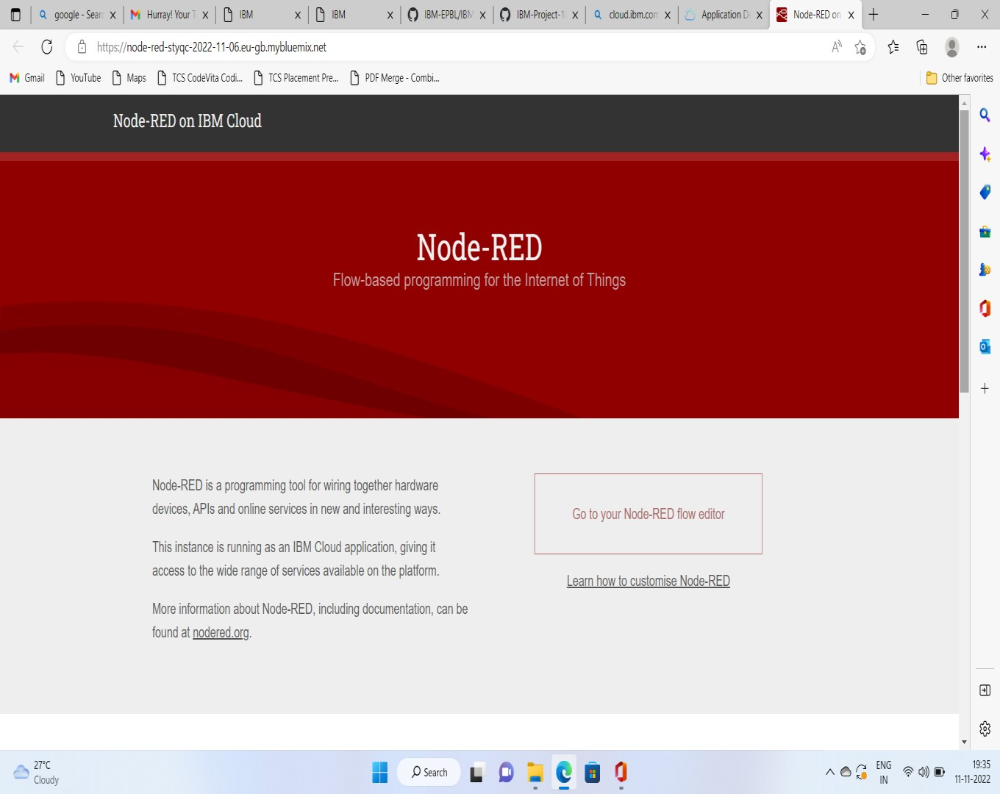 google - Sear
Hurray! Your T
IBM
IBM
IBM-EPBL/IBM
IBM-Project-1
cloud.ibm.com
Application D
Node-RED on
https://node-red-styqc-2022-11-06.eu-gb.mybluemix.net
Gmail
YouTube
Maps
TCS CodeVita Codi...
TCS Placement Pre...
PDF Merge - Combi...
Other favorites
Node-RED on IBM Cloud
Node-RED
Flow-based programming for the Internet of Things
Node-RED is a programming tool for wiring together hardware
devices, APIs and online services in new and interesting ways.
This instance is running as an IBM Cloud application, giving it
access to the wide range of services available on the platform.
More information about Node-RED, including documentation, can be
found at nodered.org.
Go to your Node-RED flow editor
Learn how to customise Node-RED
27°C
Cloudy
Search
ENG
IN
19:35
11-11-2022